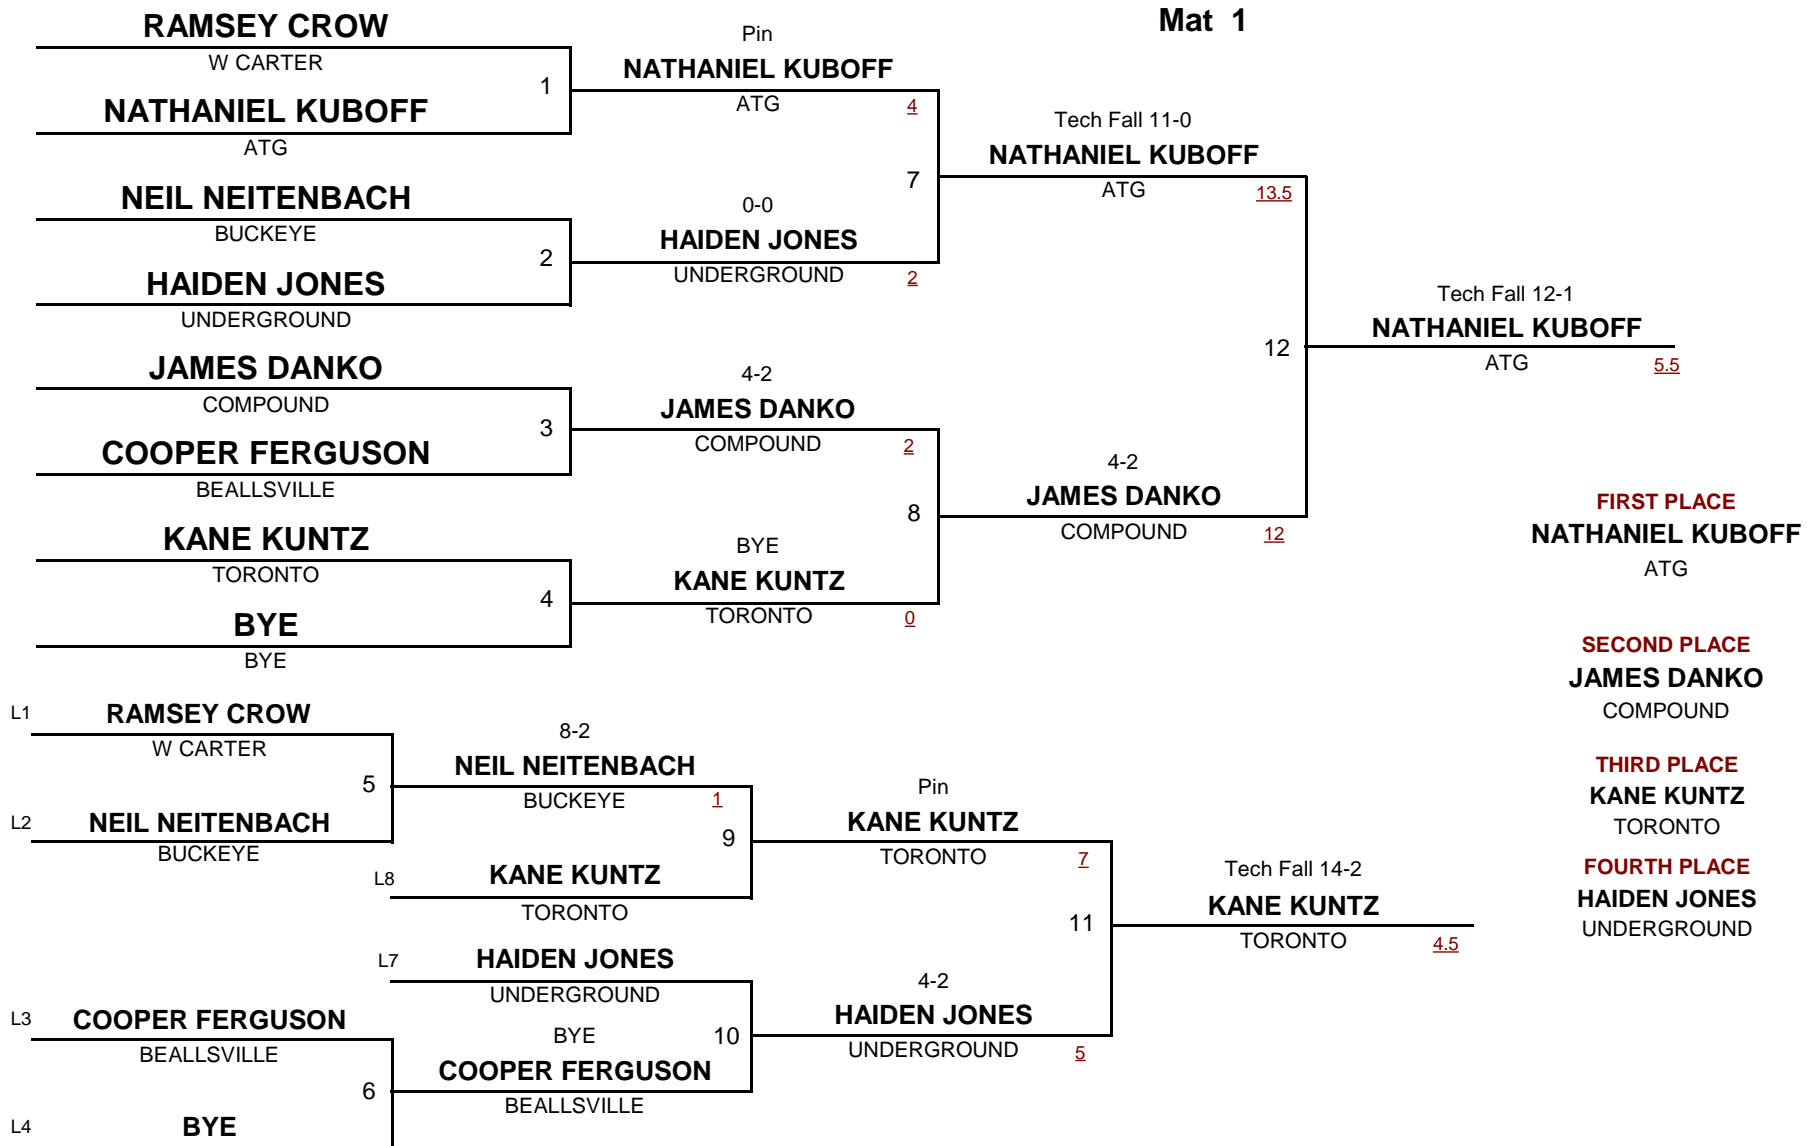 Mat 1
RAMSEY CROW
W CARTER
1
NATHANIEL KUBOFF
ATG
NEIL NEITENBACH
BUCKEYE
2
HAIDEN JONES
UNDERGROUND
JAMES DANKO
COMPOUND
3
COOPER FERGUSON
BEALLSVILLE
KANE KUNTZ
TORONTO
4
BYE
BYE
Pin
NATHANIEL KUBOFF
ATG 4
7
0-0
HAIDEN JONES
UNDERGROUND 2
4-2
JAMES DANKO
COMPOUND 2
8
BYE
KANE KUNTZ
TORONTO 0
Tech Fall 11-0
NATHANIEL KUBOFF
ATG 13.5
12
4-2
JAMES DANKO
COMPOUND 12
Tech Fall 12-1
NATHANIEL KUBOFF
ATG 5.5
FIRST PLACE
NATHANIEL KUBOFF
ATG
SECOND PLACE
JAMES DANKO
COMPOUND
THIRD PLACE
KANE KUNTZ
TORONTO
FOURTH PLACE
HAIDEN JONES
UNDERGROUND
L1 RAMSEY CROW
W CARTER
5
L2 NEIL NEITENBACH
BUCKEYE
L3 COOPER FERGUSON
BEALLSVILLE
6
L4 BYE
8-2
NEIL NEITENBACH
BUCKEYE 1
9
L8 KANE KUNTZ
TORONTO
L7 HAIDEN JONES
UNDERGROUND
BYE 10
COOPER FERGUSON
BEALLSVILLE
Pin
KANE KUNTZ
TORONTO 7
11
4-2
HAIDEN JONES
UNDERGROUND 5
Tech Fall 14-2
KANE KUNTZ
TORONTO 4.5